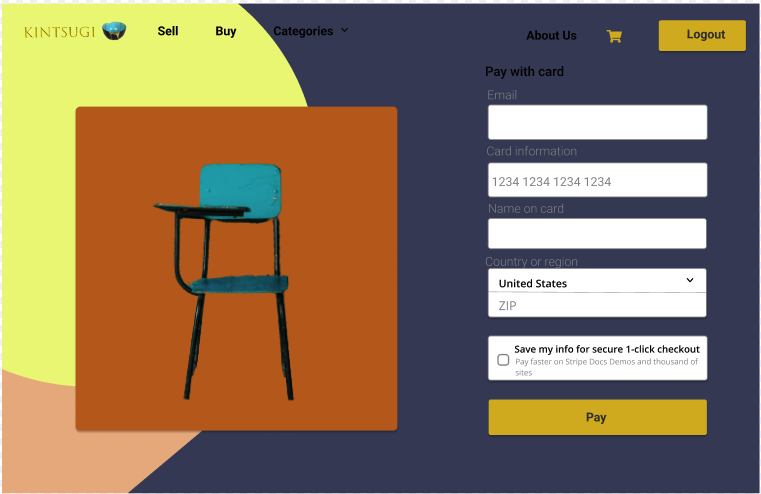 KINTSUGI
Sell
Buy
Categories
About Us
Logout
Pay with card
Email
Card information
1234 1234 1234 1234
Name on card
Country or region
United States
ZIP
Save my info for secure 1-click checkout
Pay faster on Stripe Docs Demos and thousand of
sites
Pay